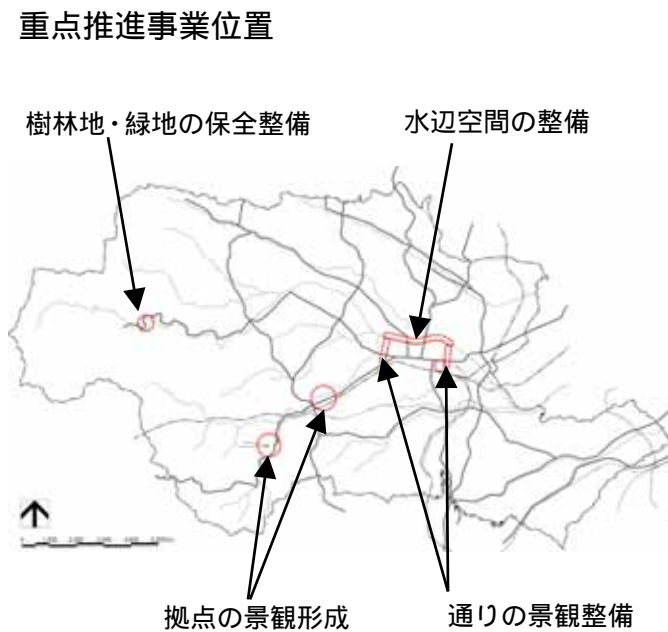 重点推進事業位置
樹林地・緑地の保全整備
水辺空間の整備
拠点の景観形成
通りの景観整備